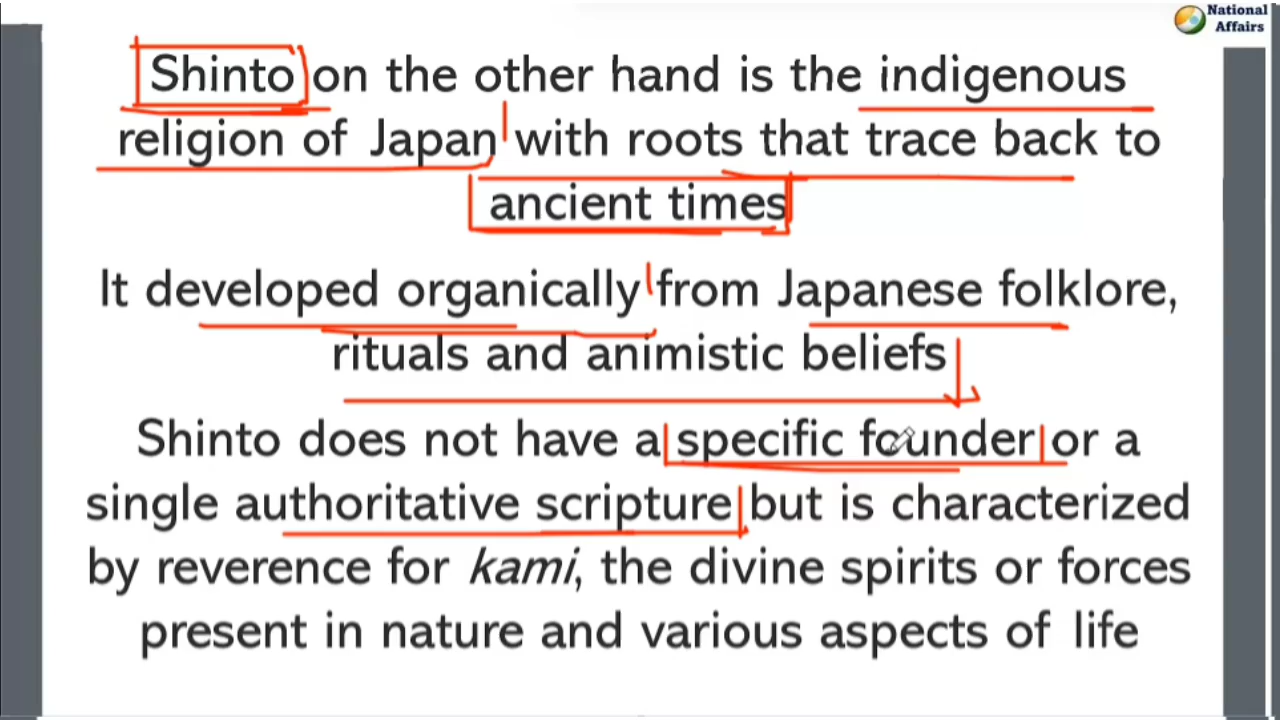 National
Affairs
Shinto on the other hand is the indigenous
religion of Japan with roots that trace back to
ancient times
It developed organically from Japanese folklore,
rituals and animistic beliefs
Shinto does not have a specific founder or a
single authoritative scripture but is characterized
by reverence for kami, the divine spirits or forces
present in nature and various aspects of life